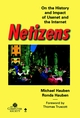 On the History
and Impact
of Usenet and
the Internet
Netizens
Michael Hauben
Ronda Hauben
Foreword by
Thomas Truscott